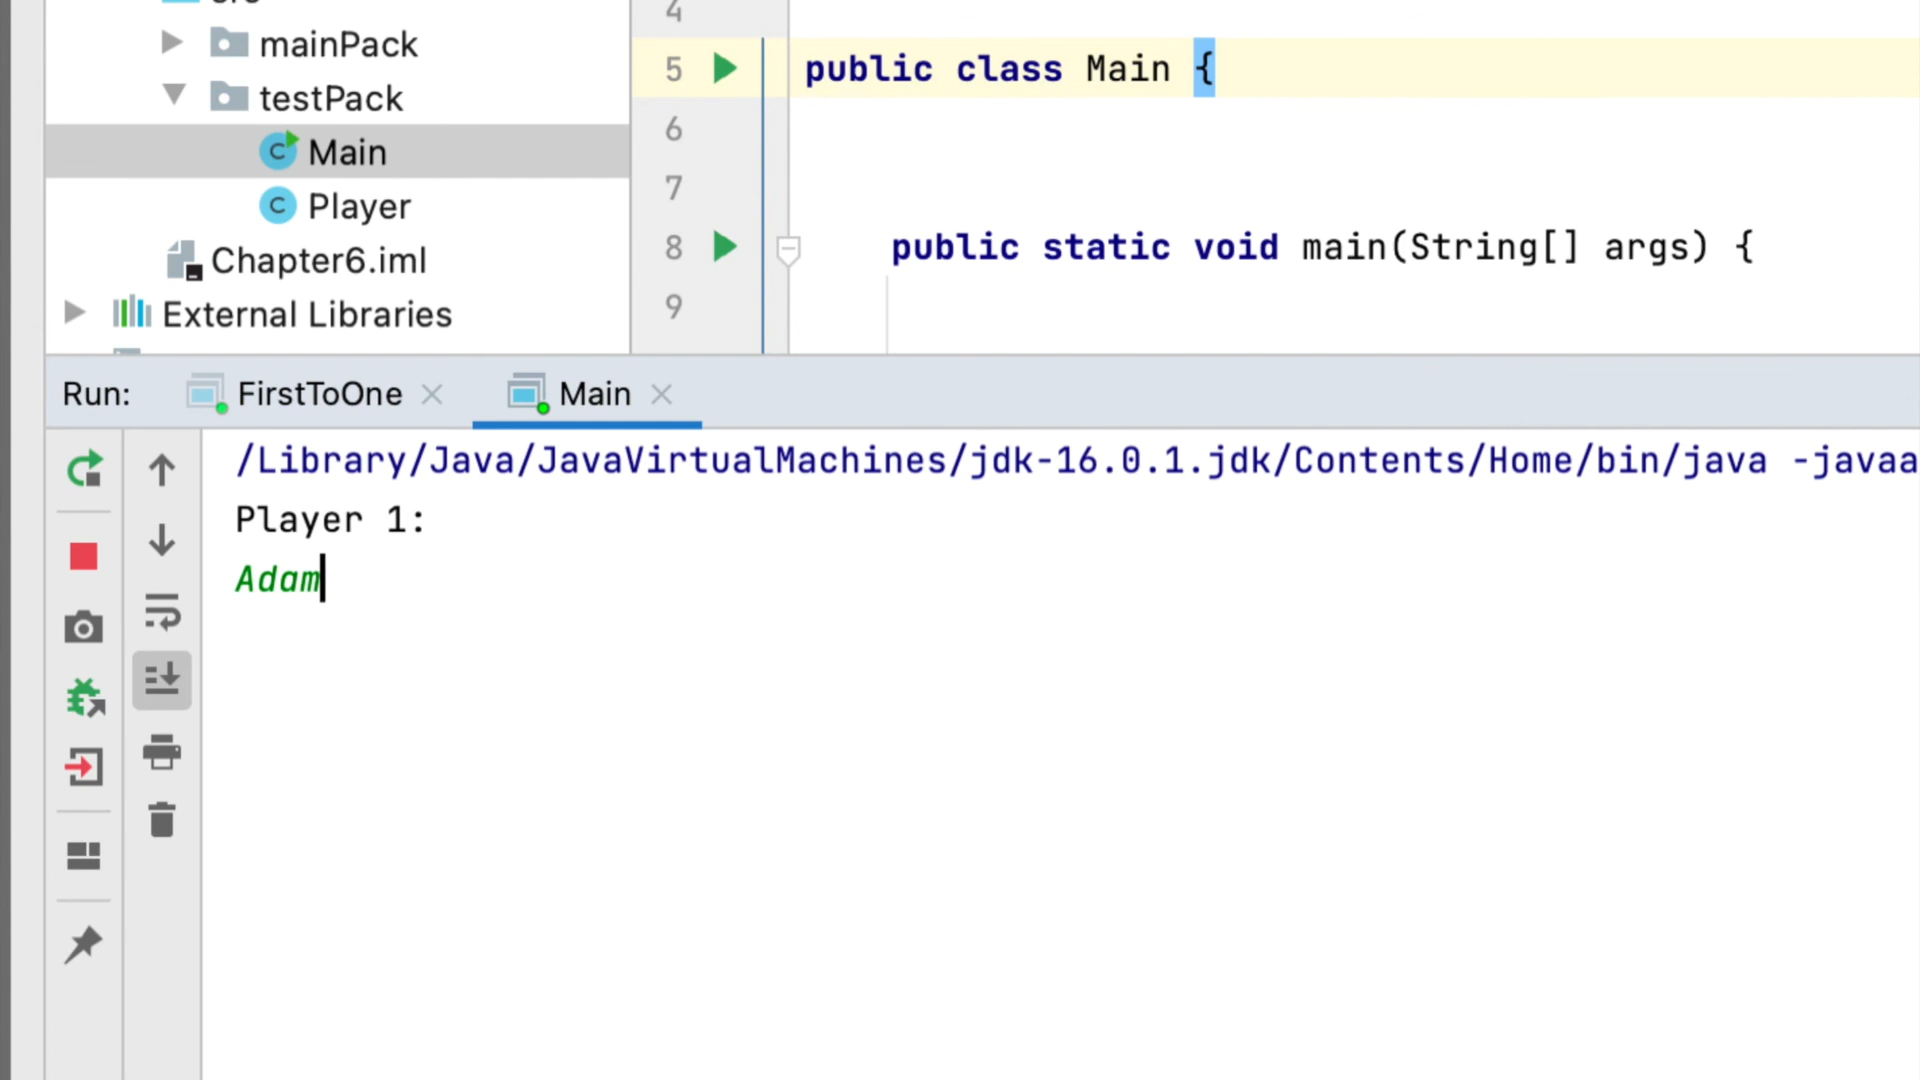 src
mainPack
testPack
Main
Player
Chapter6.iml
External Libraries
4
5 public class Main {
6
7
8 public static void main(String[] args) {
9
Run: FirstToOne Main
/Library/Java/JavaVirtualMachines/jdk-16.0.1.jdk/Contents/Home/bin/java -javaa
Player 1:
Adam